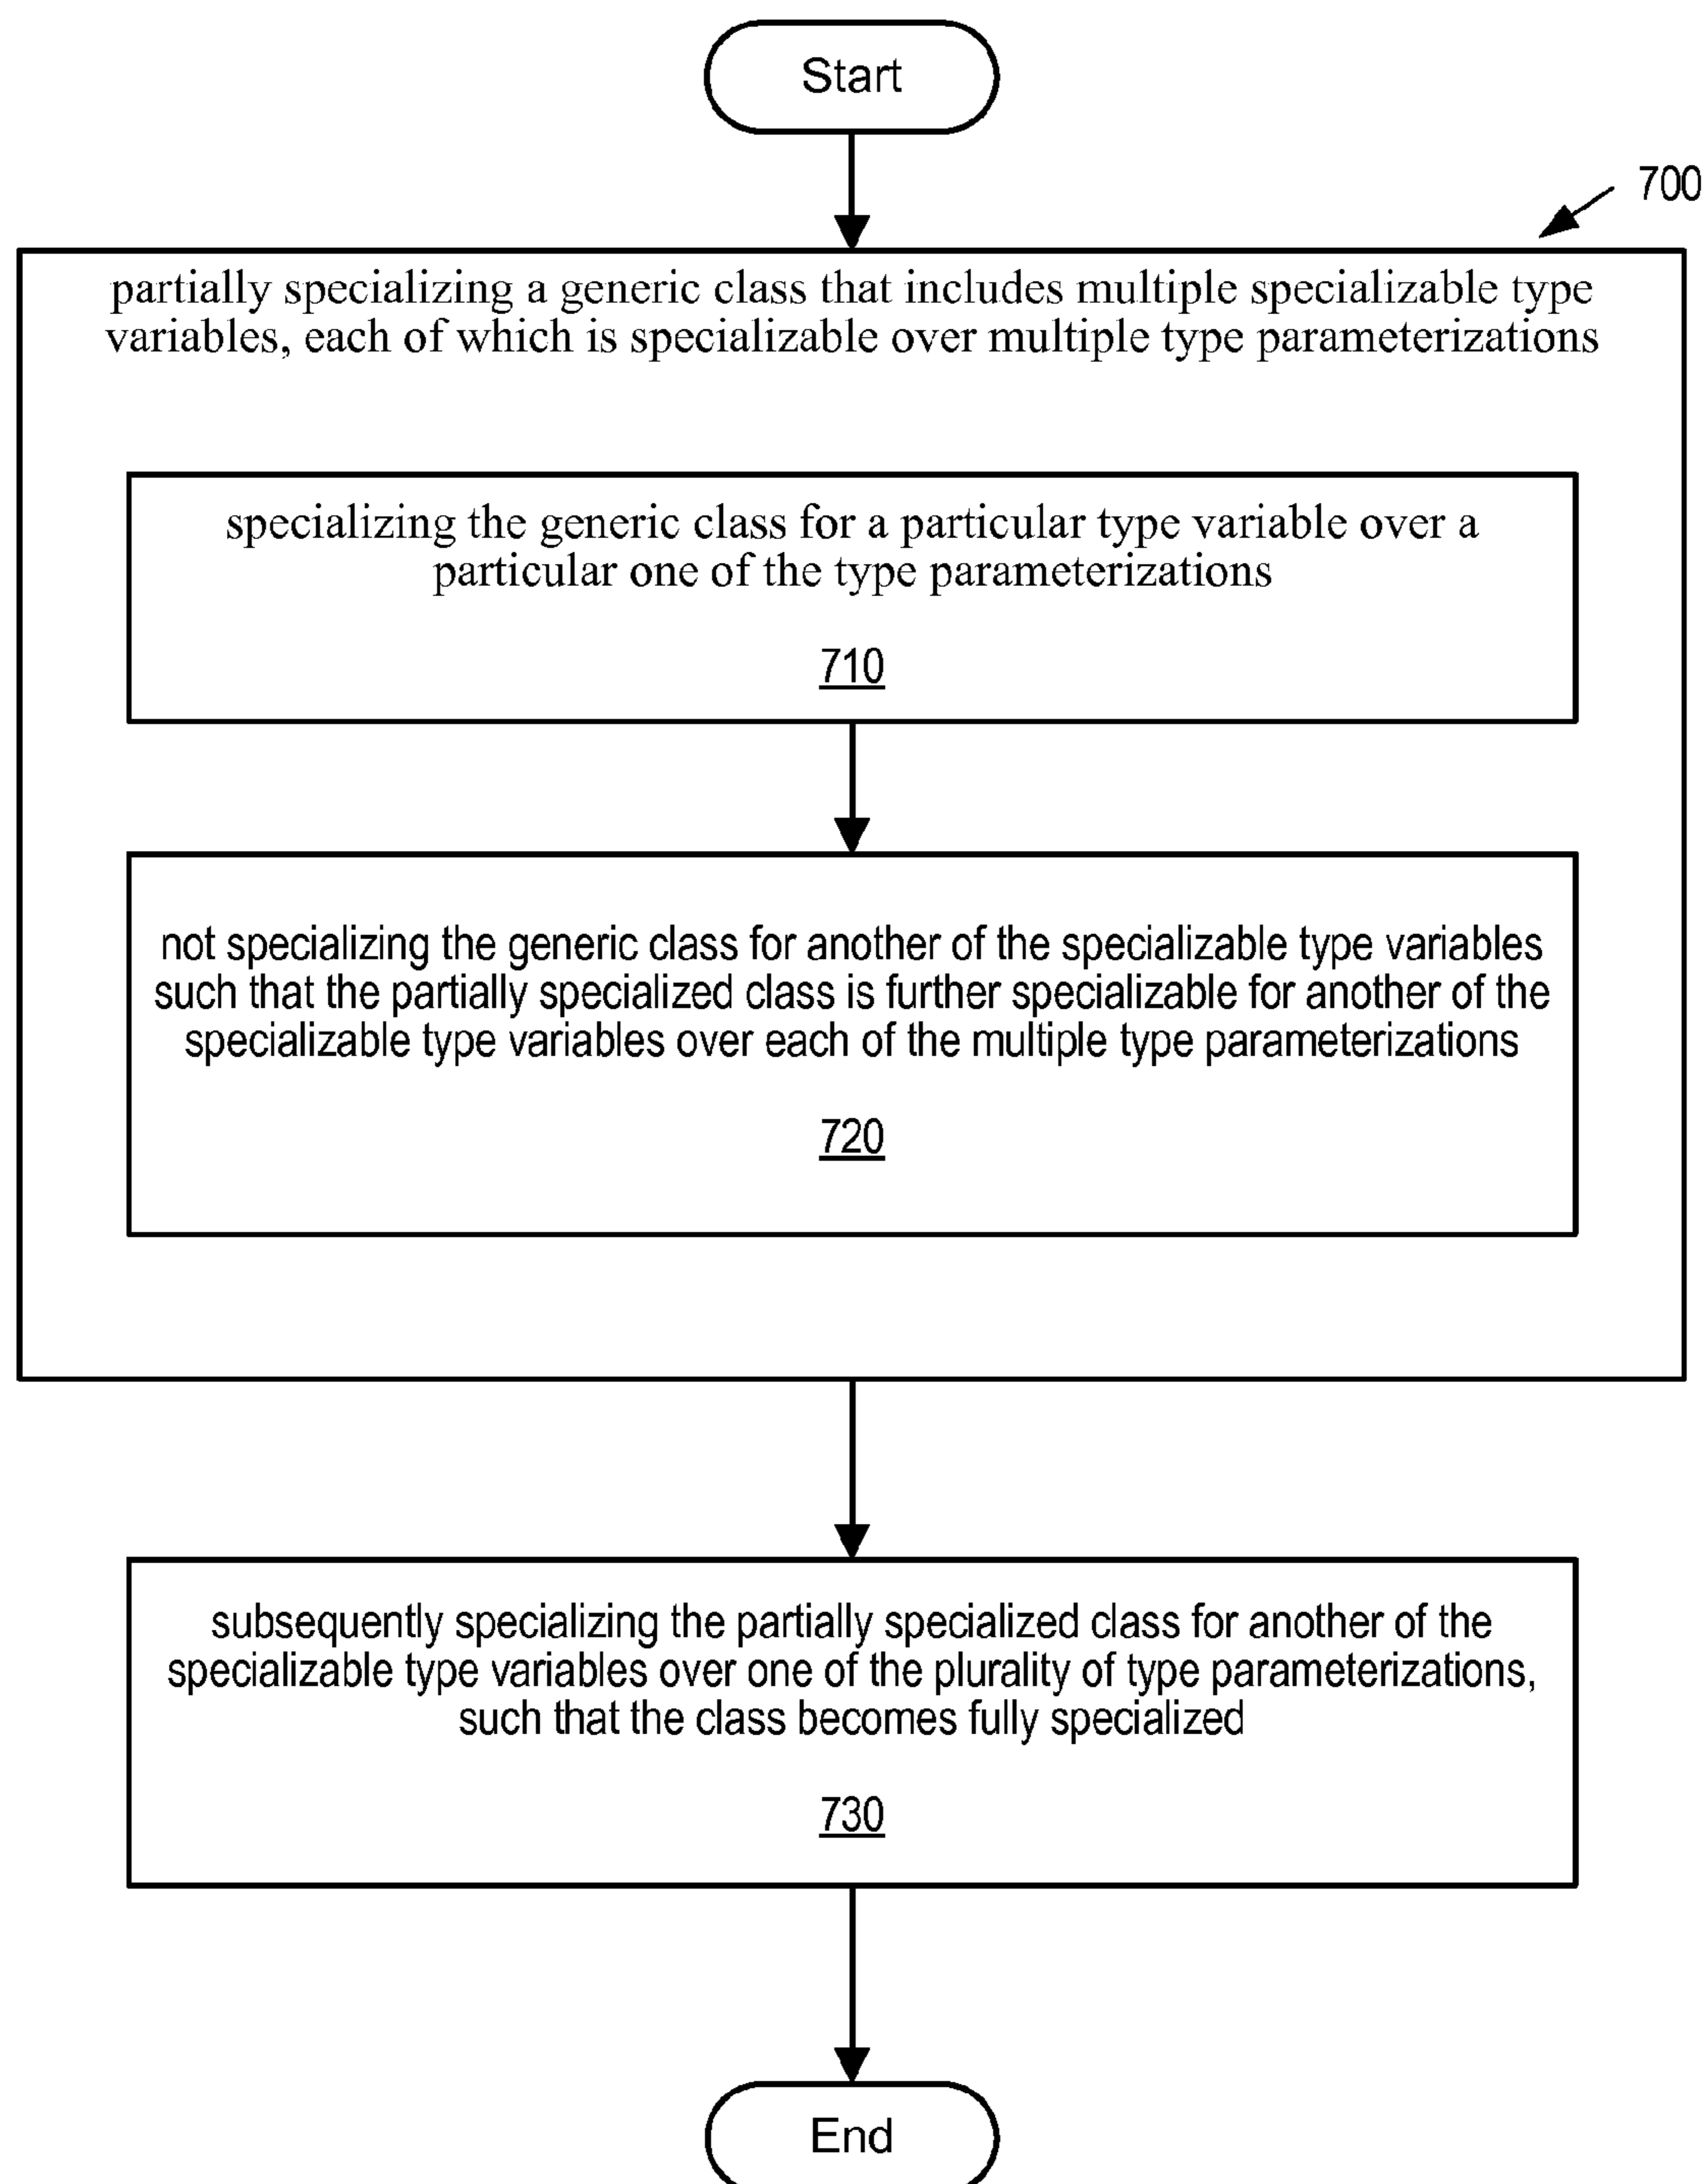 Start
700
partially specializing a generic class that includes multiple specializable type
variables, each of which is specializable over multiple type parameterizations
specializing the generic class for a particular type variable over a
particular one of the type parameterizations
710
not specializing the generic class for another of the specializable type variables
such that the partially specialized class is further specializable for another of the
specializable type variables over each of the multiple type parameterizations
720
subsequently specializing the partially specialized class for another of the
specializable type variables over one of the plurality of type parameterizations,
such that the class becomes fully specialized
730
End